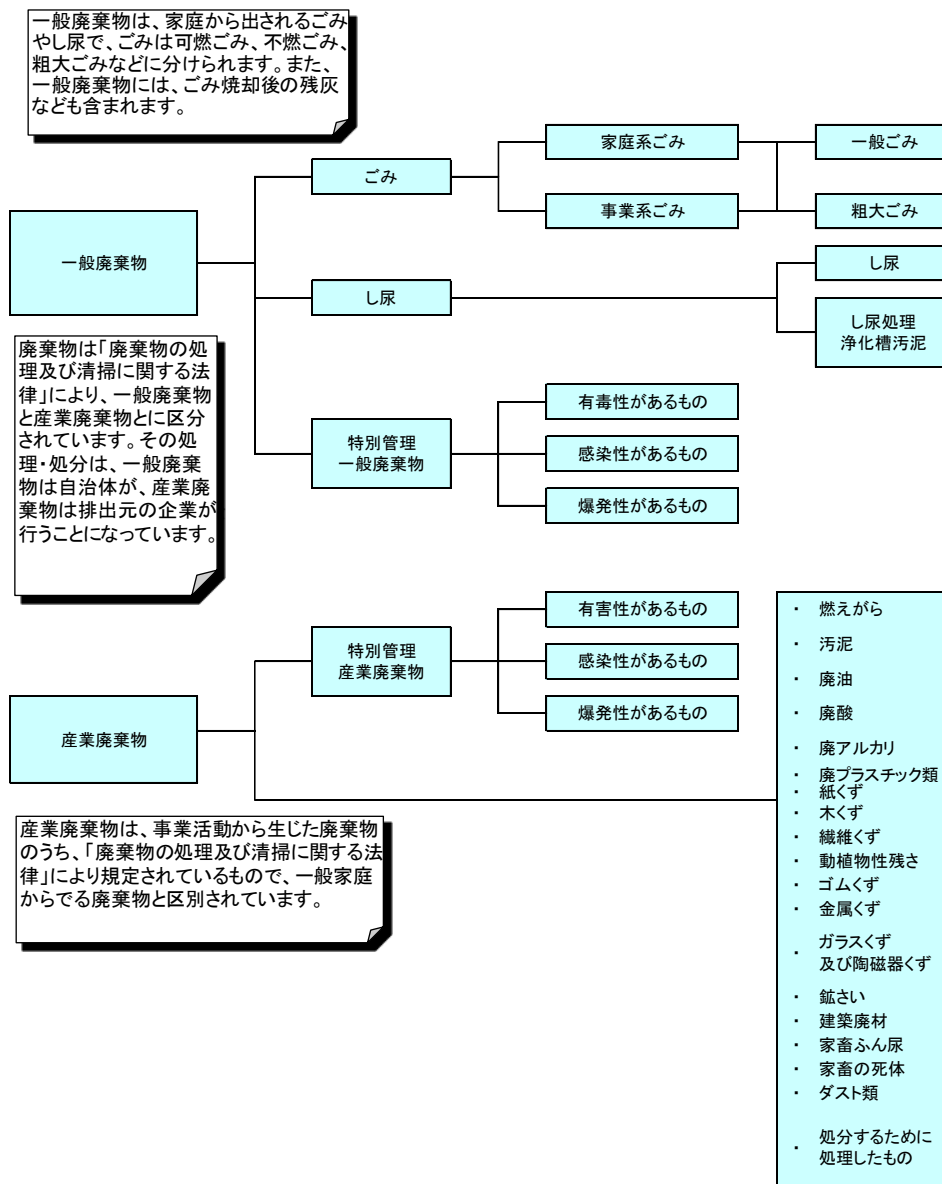 一般廃棄物は、家庭から出されるごみ
やし尿で、ごみは可燃ごみ、不燃ごみ、
粗大ごみなどに分けられます。また、
一般廃棄物には、ごみ焼却後の残灰
なども含まれます。
一般廃棄物
ごみ
家庭系ごみ
事業系ごみ
一般ごみ
粗大ごみ
し尿
し尿
し尿処理
浄化槽汚泥
特別管理
一般廃棄物
有毒性があるもの
感染性があるもの
爆発性があるもの
廃棄物は「廃棄物の処
理及び清掃に関する法
律」により、一般廃棄物
と産業廃棄物とに区分
されています。その処
理・処分は、一般廃棄
物は自治体が、産業廃
棄物は排出元の企業が
行うことになっています。
産業廃棄物
特別管理
産業廃棄物
有害性があるもの
感染性があるもの
爆発性があるもの
・ 燃えがら
・ 汚泥
・ 廃油
・ 廃酸
・ 廃アルカリ
・ 廃プラスチック類
・ 紙くず
・ 木くず
・ 繊維くず
・ 動植物性残さ
・ ゴムくず
・ 金属くず
・ ガラスくず
及び陶磁器くず
・ 鉱さい
・ 建築廃材
・ 家畜ふん尿
・ 家畜の死体
・ ダスト類
・ 処分するために
処理したもの
産業廃棄物は、事業活動から生じた廃棄物
のうち、「廃棄物の処理及び清掃に関する法
律」により規定されているもので、一般家庭
からでる廃棄物と区別されています。